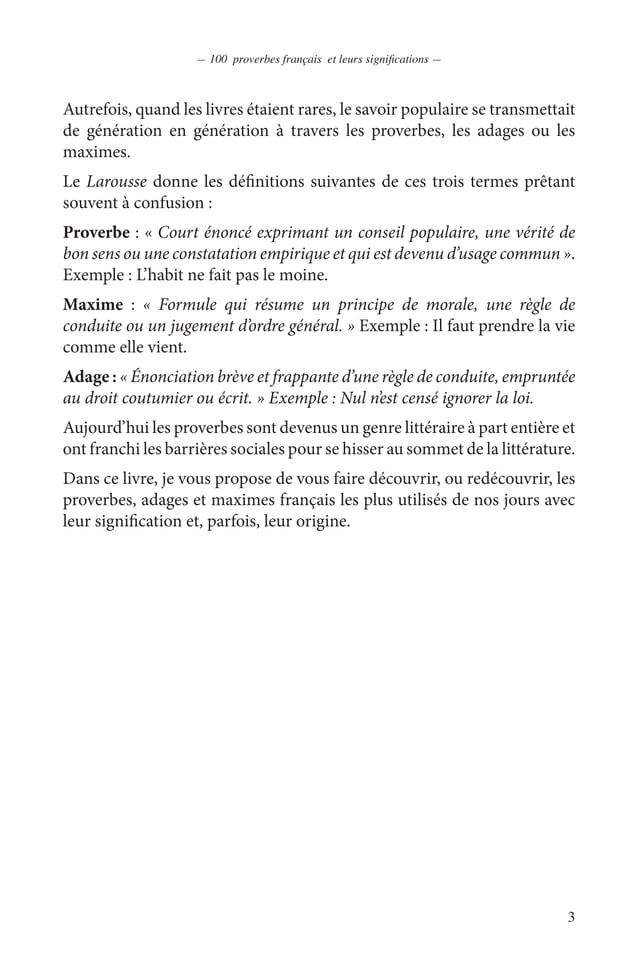 — 100 proverbes français et leurs significations —
Autrefois, quand les livres étaient rares, le savoir populaire se transmettait
de génération en génération à travers les proverbes, les adages ou les
maximes.
Le Larousse donne les définitions suivantes de ces trois termes prêtant
souvent à confusion :
Proverbe : « Court énoncé exprimant un conseil populaire, une vérité de
bon sens ou une constatation empirique et qui est devenu d’usage commun ».
Exemple : L’habit ne fait pas le moine.
Maxime : « Formule qui résume un principe de morale, une règle de
conduite ou un jugement d’ordre général. » Exemple : Il faut prendre la vie
comme elle vient.
Adage : « Énonciation brève et frappante d’une règle de conduite, empruntée
au droit coutumier ou écrit. » Exemple : Nul n’est censé ignorer la loi.
Aujourd’hui les proverbes sont devenus un genre littéraire à part entière et
ont franchi les barrières sociales pour se hisser au sommet de la littérature.
Dans ce livre, je vous propose de vous faire découvrir, ou redécouvrir, les
proverbes, adages et maximes français les plus utilisés de nos jours avec
leur signification et, parfois, leur origine.
3